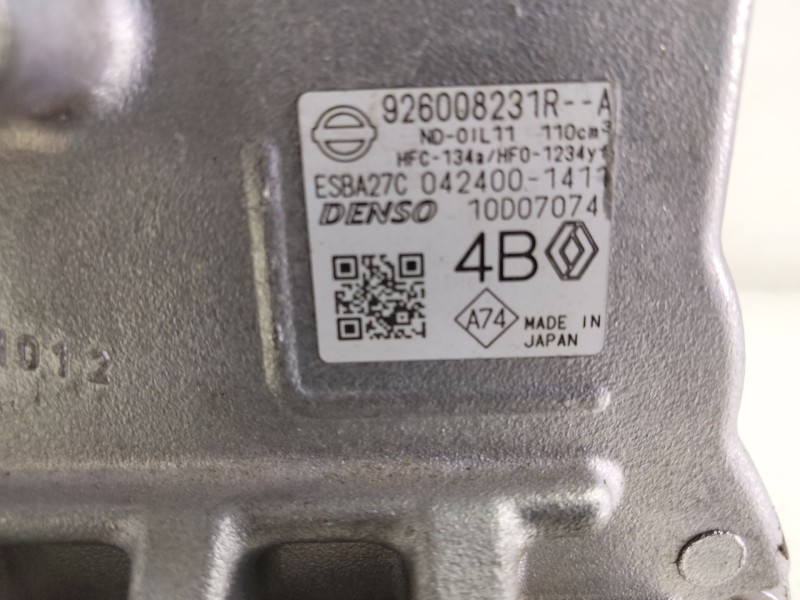 926008231R--A
ND-OIL11 110cm³
HFC-134a/HFO-1234yf
ESBA27C 042400-1411
DENSO 10D07074
4B
A74
MADE IN
JAPAN
1012